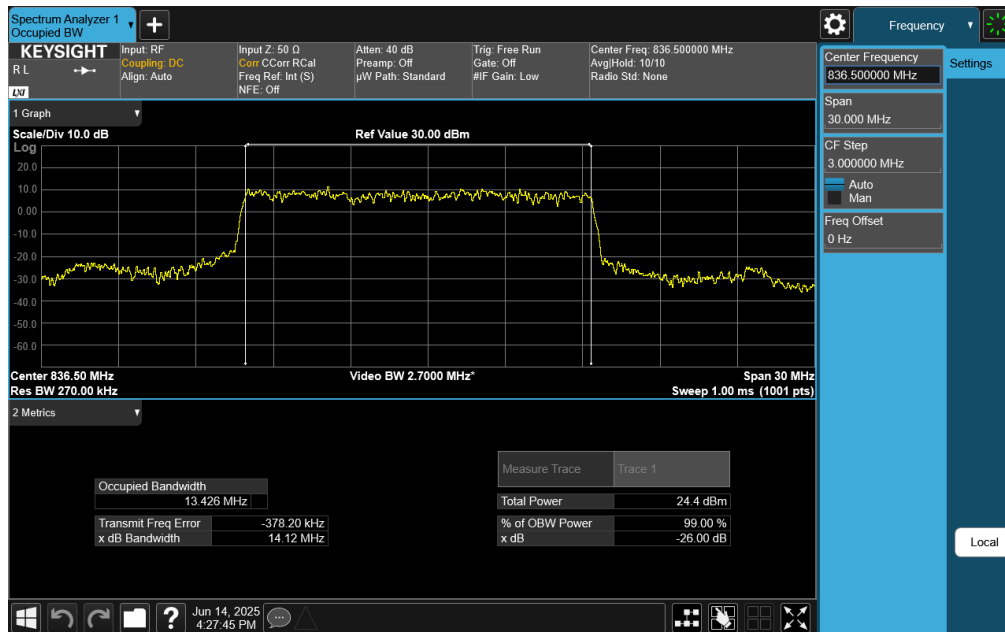 Spectrum Analyzer 1
Occupied BW
Frequency
KEYSIGHT
R L
LXI
Input: RF
Coupling: DC
Align: Auto
Input Z: 50 Ω
Corr CCorr RCal
Freq Ref: Int (S)
NFE: Off
Atten: 40 dB
Preamp: Off
µW Path: Standard
Trig: Free Run
Gate: Off
#IF Gain: Low
Center Freq: 836.500000 MHz
Avg|Hold: 10/10
Radio Std: None
Center Frequency
836.500000 MHz
Settings
Span
30.000 MHz
CF Step
3.000000 MHz
Auto
Man
Freq Offset
0 Hz
Local
1 Graph
Scale/Div 10.0 dB
Ref Value 30.00 dBm
Log
20.0
10.0
0.00
-10.0
-20.0
-30.0
-40.0
-50.0
-60.0
Center 836.50 MHz
Video BW 2.7000 MHz*
Span 30 MHz
Res BW 270.00 kHz
Sweep 1.00 ms (1001 pts)
2 Metrics
Measure Trace
Trace 1
Occupied Bandwidth
13.426 MHz
Total Power
24.4 dBm
Transmit Freq Error
-378.20 kHz
% of OBW Power
99.00 %
x dB Bandwidth
14.12 MHz
x dB
-26.00 dB
Jun 14, 2025
4:27:45 PM